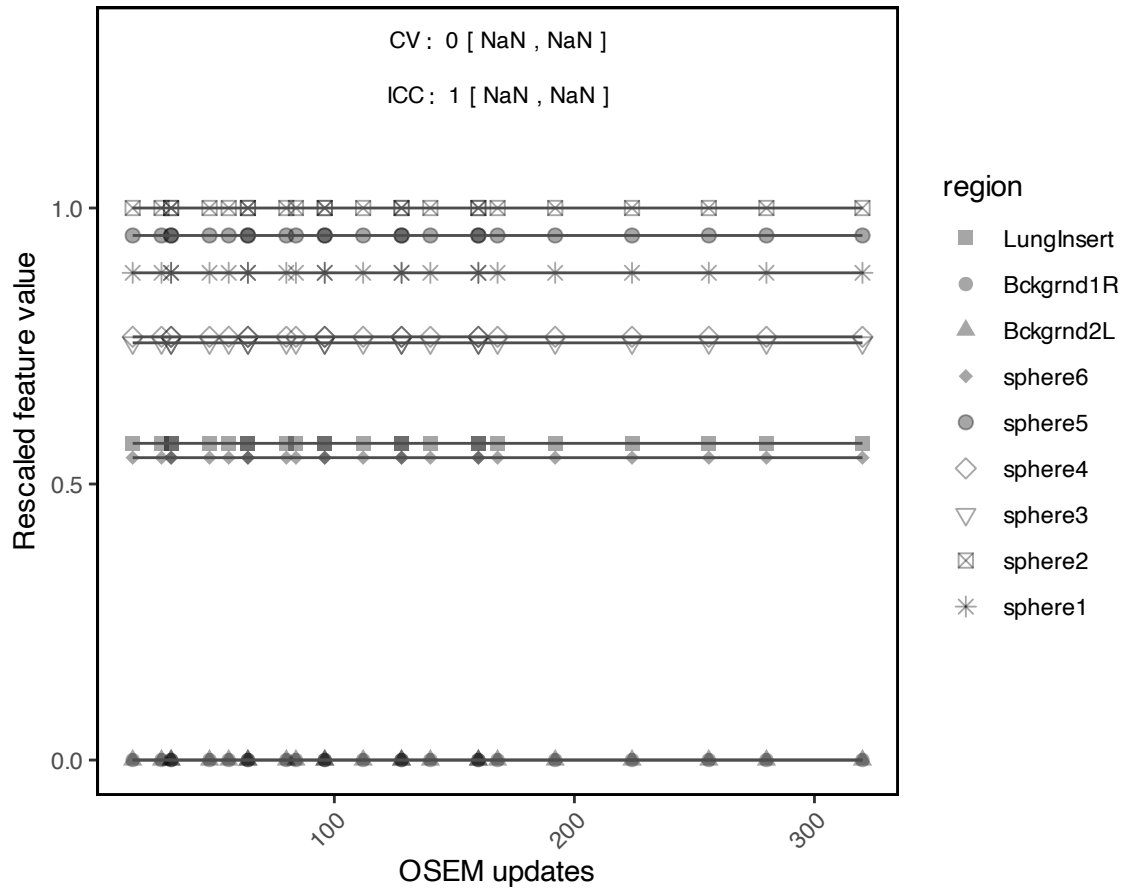 CV : 0 [ NaN , NaN ]
ICC : 1 [ NaN , NaN ]
1.0
0.5
0.0
Rescaled feature value
100
200
300
OSEM updates
region
LungInsert
Bckgrnd1R
Bckgrnd2L
sphere6
sphere5
sphere4
sphere3
sphere2
sphere1